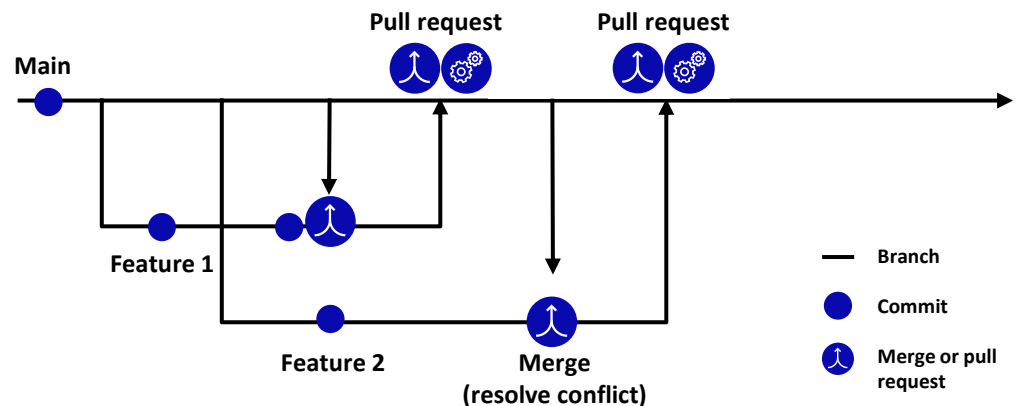 Pull request
Pull request
Main
Feature 1
Feature 2
Merge
(resolve conflict)
Branch
Commit
Merge or pull
request